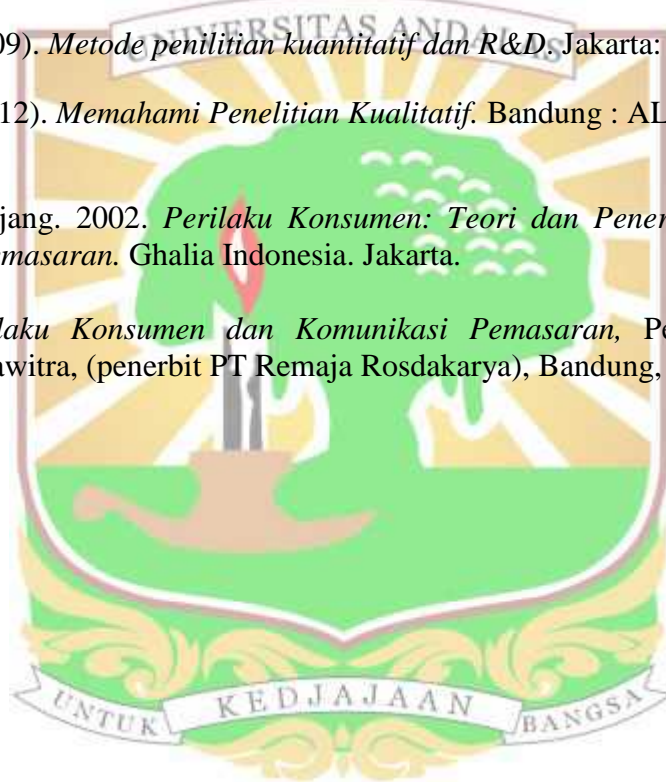 UNIVERSITAS ANDALAS
09). Metode penilitian kuantitatif dan R&D. Jakarta:
12). Memahami Penelitian Kualitatif. Bandung : AL
jang. 2002. Perilaku Konsumen: Teori dan Pener
emasaran. Ghalia Indonesia. Jakarta.
laku Konsumen dan Komunikasi Pemasaran, Pe
awitra, (penerbit PT Remaja Rosdakarya), Bandung,
UNTUK KEDJAJAAN BANGSA